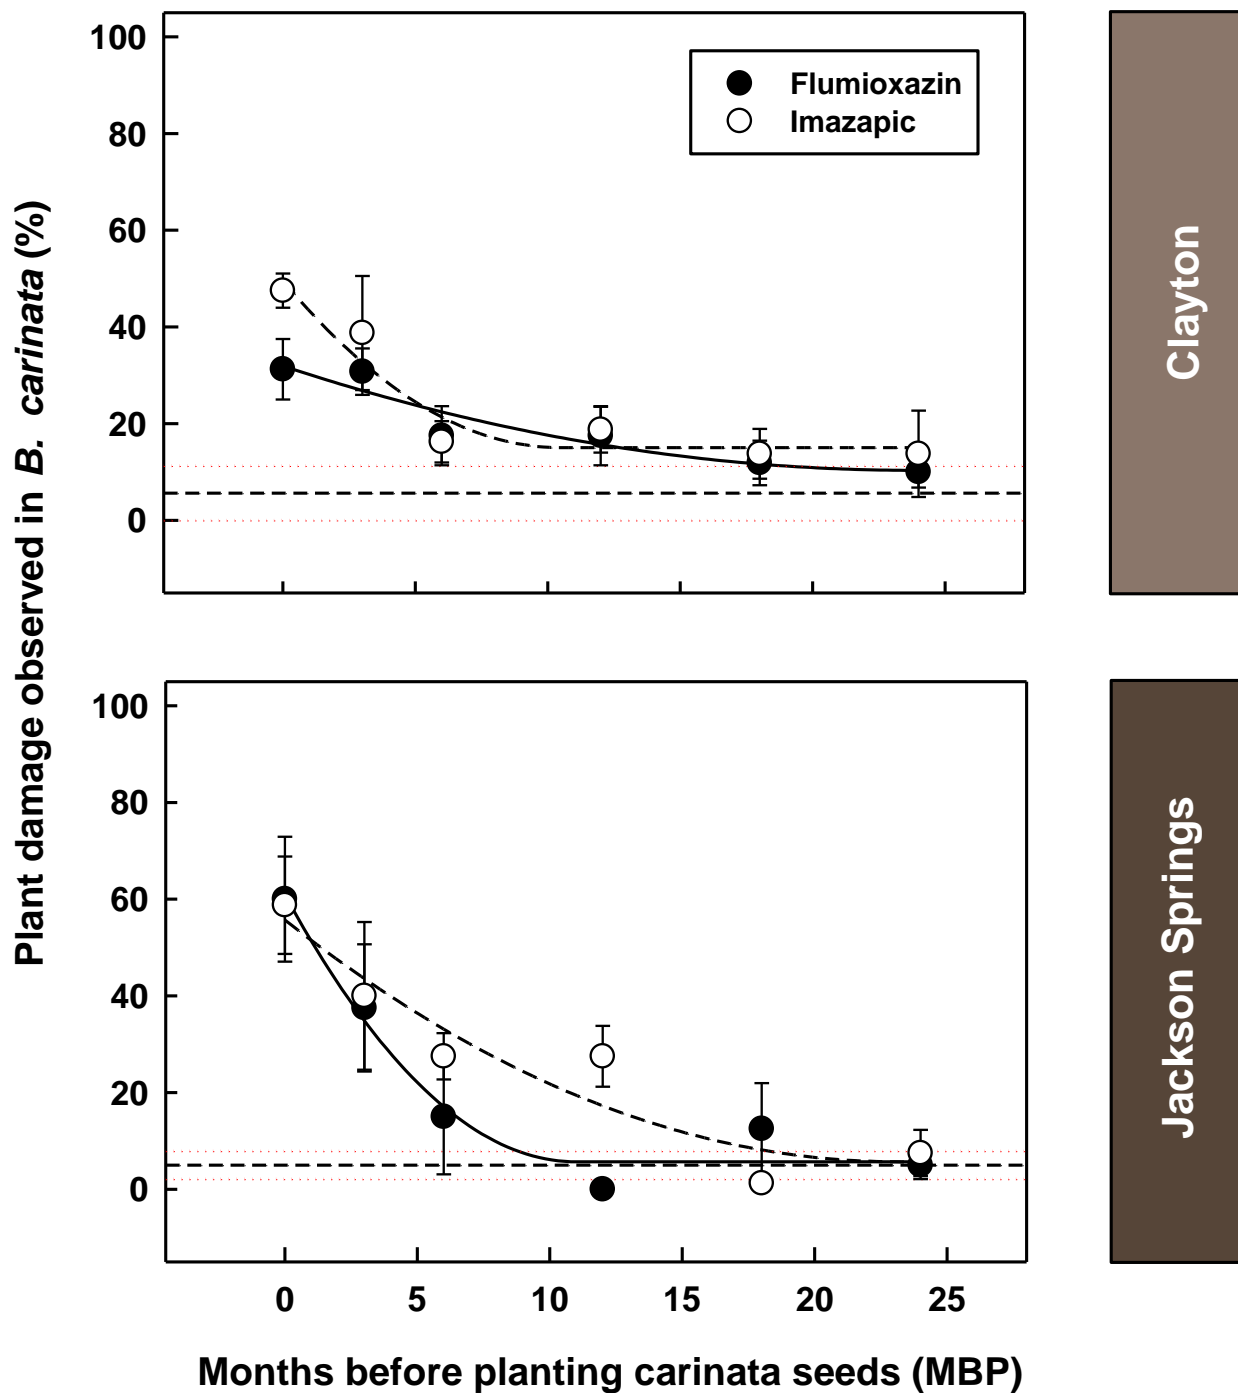 Plant damage observed in B. carinata (%)
100
80
60
40
20
0
Flumioxazin
Imazapic
Clayton
100
80
60
40
20
0
0 5 10 15 20 25
Jackson Springs
Months before planting carinata seeds (MBP)